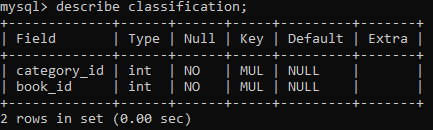 mysql> describe classification;
+-------------+------+------+-----+---------+-------+
| Field       | Type | Null | Key | Default | Extra |
+-------------+------+------+-----+---------+-------+
| category_id | int  | NO   | MUL | NULL    |       |
| book_id     | int  | NO   | MUL | NULL    |       |
+-------------+------+------+-----+---------+-------+
2 rows in set (0.00 sec)